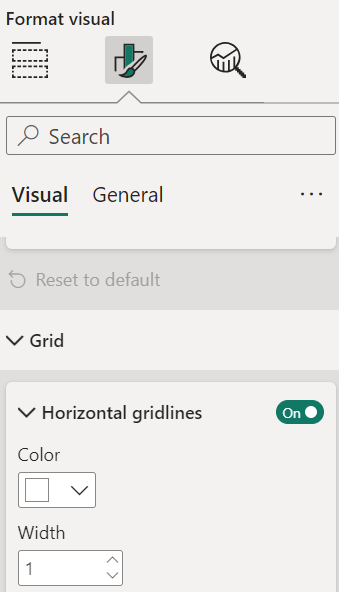 Format visual
Search
Visual General ...
Reset to default
Grid
Horizontal gridlines On
Color
Width
1